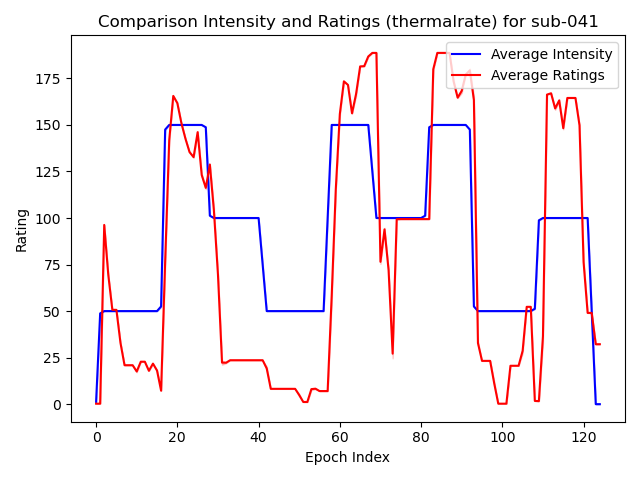 Comparison Intensity and Ratings (thermalrate) for sub-041
Average Intensity
Average Ratings
Rating
175
150
125
100
75
50
25
0
0 20 40 60 80 100 120
Epoch Index